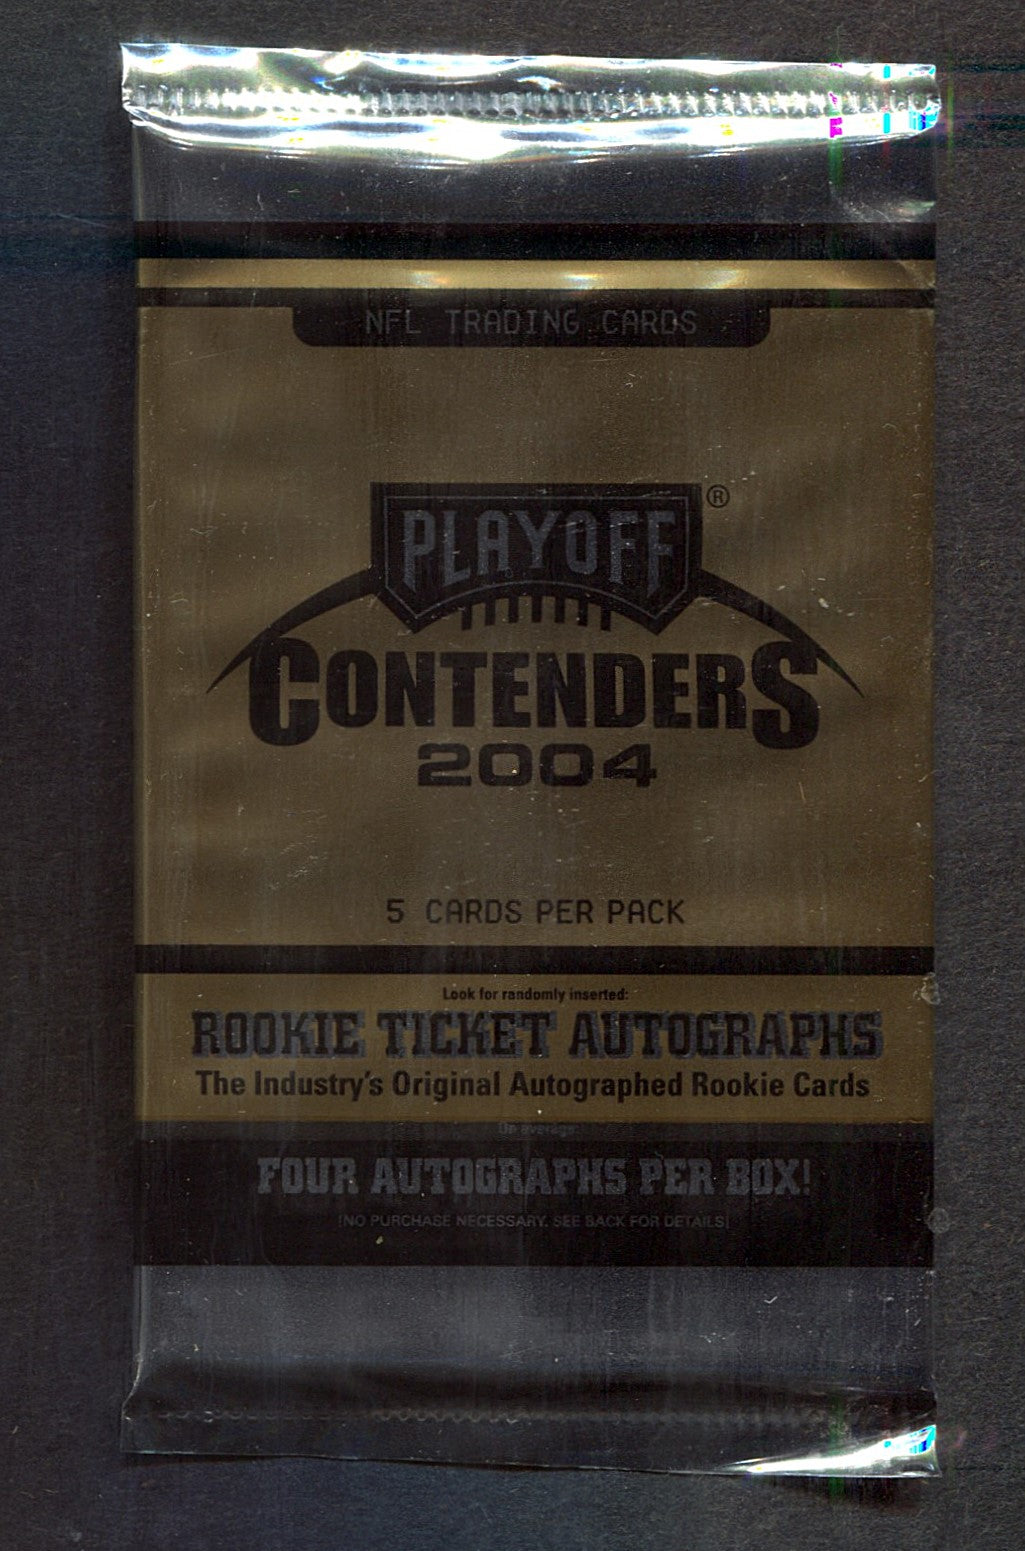 NFL TRADING CARDS
PLAYOFF®
CONTENDERS
2004
5 CARDS PER PACK
Look for randomly inserted:
ROOKIE TICKET AUTOGRAPHS
The Industry's Original Autographed Rookie Cards
On average:
FOUR AUTOGRAPHS PER BOX!
(NO PURCHASE NECESSARY. SEE BACK FOR DETAILS)